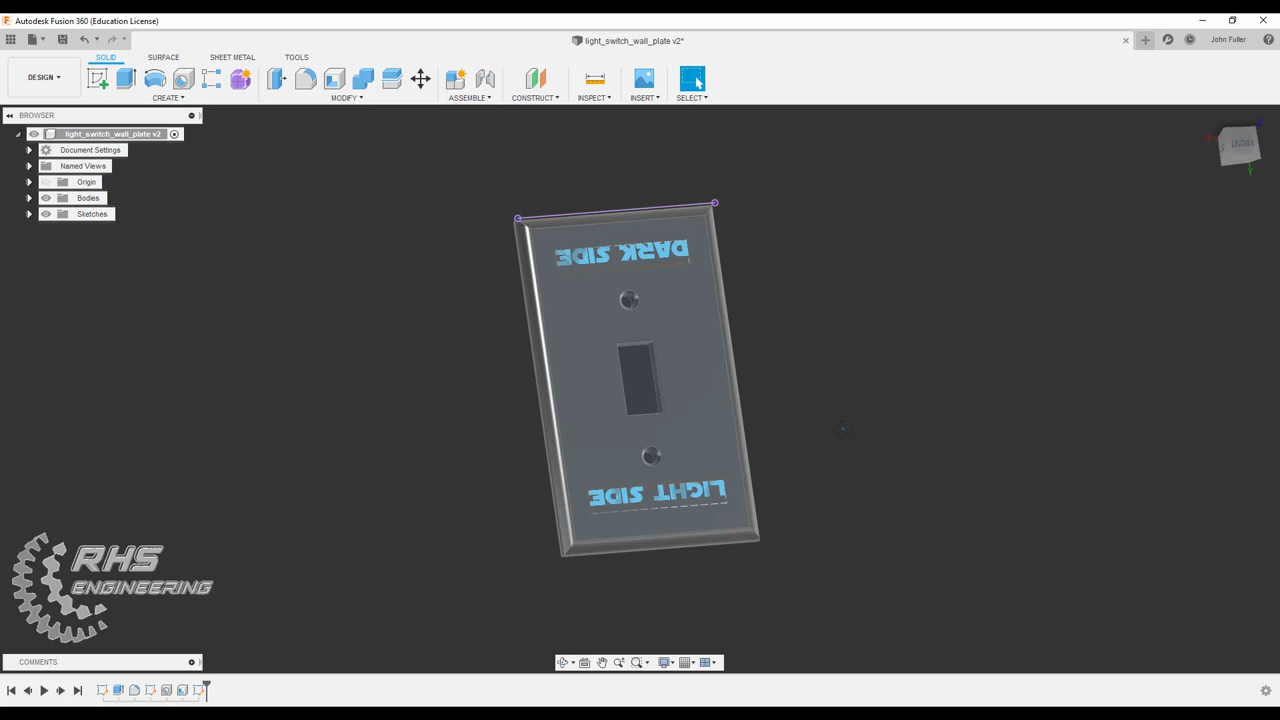 Autodesk Fusion 360 (Education License)
light_switch_wall_plate v2*
John Fuller
SOLID SURFACE SHEET METAL TOOLS
DESIGN
CREATE MODIFY ASSEMBLE CONSTRUCT INSPECT INSERT SELECT
BROWSER
light_switch_wall_plate v2
Document Settings
Named Views
Origin
Bodies
Sketches
FRONT
DARK SIDE
LIGHT SIDE
RHS
ENGINEERING
COMMENTS